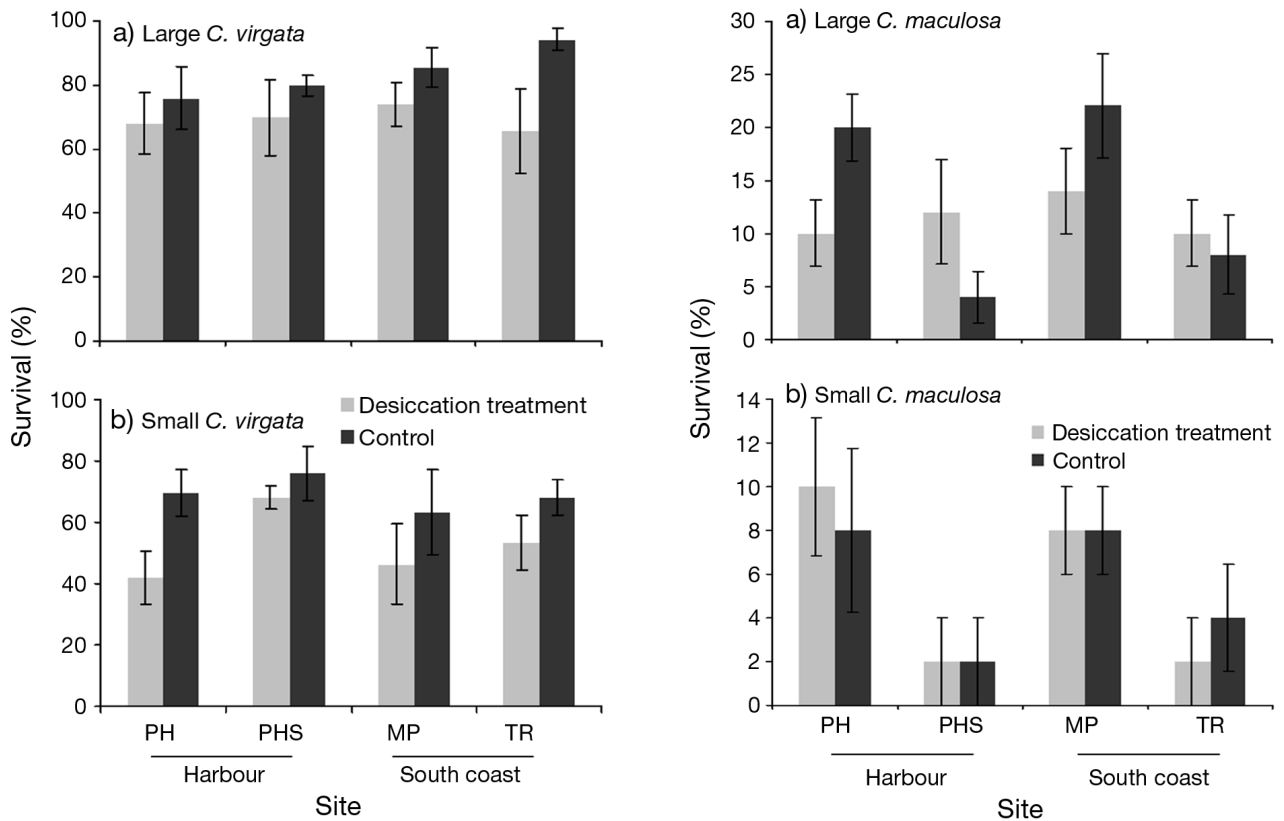 a) Large C. virgata
100
80
60
40
20
0
b) Small C. virgata
Desiccation treatment
Control
100
80
60
40
20
0
Survival (%)
PH PHS MP TR
Harbour South coast
Site
a) Large C. maculosa
30
25
20
15
10
5
0
b) Small C. maculosa
Desiccation treatment
Control
14
12
10
8
6
4
2
0
Survival (%)
PH PHS MP TR
Harbour South coast
Site